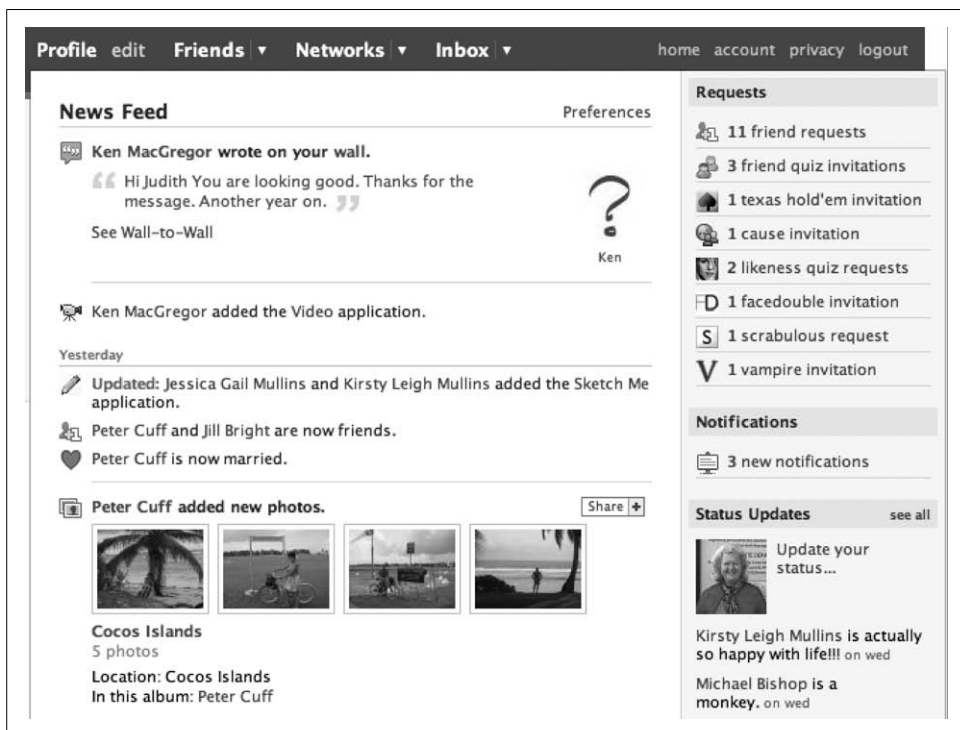 Profile edit Friends ▼ Networks ▼ Inbox ▼ home account privacy logout
News Feed Preferences
Ken MacGregor wrote on your wall.
Hi Judith You are looking good. Thanks for the
message. Another year on.
See Wall-to-Wall
Ken
Ken MacGregor added the Video application.
Yesterday
Updated: Jessica Gail Mullins and Kirsty Leigh Mullins added the Sketch Me
application.
Peter Cuff and Jill Bright are now friends.
Peter Cuff is now married.
Peter Cuff added new photos. Share +
Cocos Islands
5 photos
Location: Cocos Islands
In this album: Peter Cuff
Requests
11 friend requests
3 friend quiz invitations
1 texas hold'em invitation
1 cause invitation
2 likeness quiz requests
1 facedouble invitation
S 1 scrabulous request
V 1 vampire invitation
Notifications
3 new notifications
Status Updates see all
Update your
status...
Kirsty Leigh Mullins is actually
so happy with life!!! on wed
Michael Bishop is a
monkey. on wed